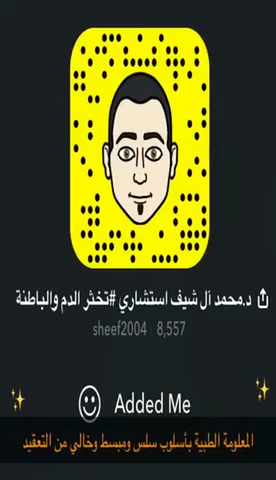 د.محمد آل شيف استشاري #تخثر الدم والباطنة
sheef2004 8,557
Added Me
المعلومة الطبية بأسلوب سلس ومبسط وخالي من التعقيد